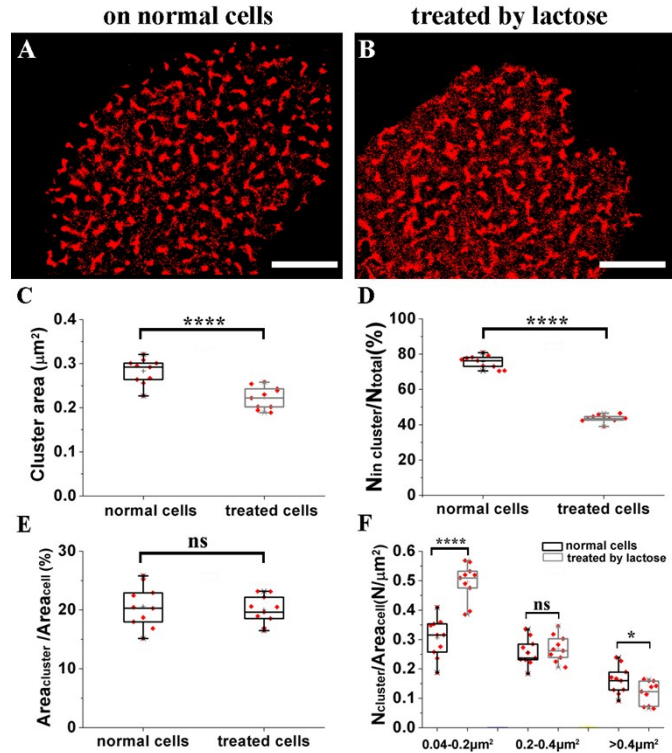 on normal cells
treated by lactose
A
B
C
****
0.4
0.3
0.2
0.1
0.0
Cluster area (μm²)
normal cells
treated cells
D
****
100
80
60
40
20
0
Nin cluster/Ntotal(%)
normal cells
treated cells
E
ns
30
20
10
0
Areacluster/Areacell(%)
normal cells
treated cells
F
normal cells
treated by lactose
****
ns
*
0.6
0.5
0.4
0.3
0.2
0.1
0.0
Ncluster/Areacell(N/μm²)
0.04-0.2μm²
0.2-0.4μm²
>0.4μm²